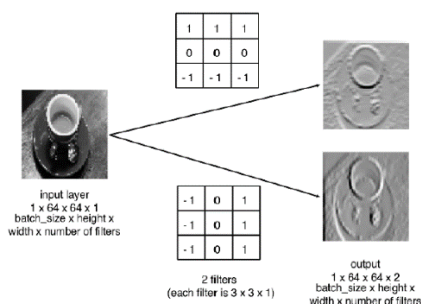 1 1 1
0 0 0
-1 -1 -1
input layer
1 x 64 x 64 x 1
batch_size x height x
width x number of filters
-1 0 1
-1 0 1
-1 0 1
2 filters
(each filter is 3 x 3 x 1)
output
1 x 64 x 64 x 2
batch_size x height x
width x number of filters